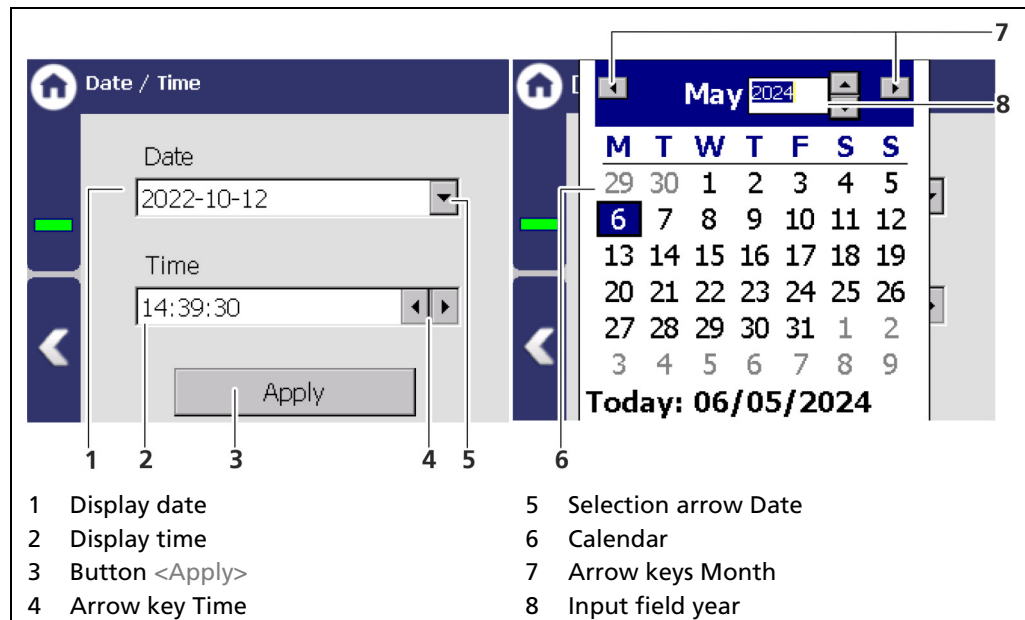 7
Date / Time
May 2024
8
M T W T F S S
Date
29 30 1 2 3 4 5
2022-10-12
6 7 8 9 10 11 12
Time
13 14 15 16 17 18 19
14:39:30
20 21 22 23 24 25 26
27 28 29 30 31 1 2
Apply
3 4 5 6 7 8 9
Today: 06/05/2024
1 2 3 4 5 6
1 Display date
2 Display time
3 Button <Apply>
4 Arrow key Time
5 Selection arrow Date
6 Calendar
7 Arrow keys Month
8 Input field year